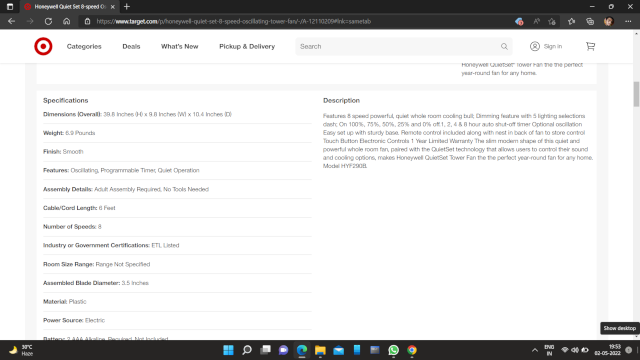 Honeywell Quiet Set 8-speed Os
https://www.target.com/p/honeywell-quiet-set-8-speed-oscillating-tower-fan/-/A-12110209#lnk=sametab
Categories
Deals
What's New
Pickup & Delivery
Search
Sign in
Honeywell QuietSet Tower Fan the the perfect
year-round fan for any home.
Specifications
Dimensions (Overall): 39.8 Inches (H) x 9.8 Inches (W) x 10.4 Inches (D)
Weight: 6.9 Pounds
Finish: Smooth
Features: Oscillating, Programmable Timer, Quiet Operation
Assembly Details: Adult Assembly Required, No Tools Needed
Cable/Cord Length: 6 Feet
Number of Speeds: 8
Industry or Government Certifications: ETL Listed
Room Size Range: Range Not Specified
Assembled Blade Diameter: 3.5 Inches
Material: Plastic
Power Source: Electric
Battery: 2 AAA Alkaline, Required, Not Included
Description
Features 8 speed powerful, quiet whole room cooling bull; Dimming feature with 5 lighting selections
dash; On 100%, 75%, 50%, 25% and 0% off.1, 2, 4 & 8 hour auto shut-off timer Optional oscillation
Easy set up with sturdy base. Remote control included along with nest in back of fan to store control
Touch Button Electronic Controls 1 Year Limited Warranty The slim modern shape of this quiet and
powerful whole room fan, paired with the QuietSet technology that allows users to control their sound
and cooling options, makes Honeywell QuietSet Tower Fan the the perfect year-round fan for any home.
Model HYF290B.
Show desktop
30°C
Haze
ENG
IN
19:53
02-05-2022